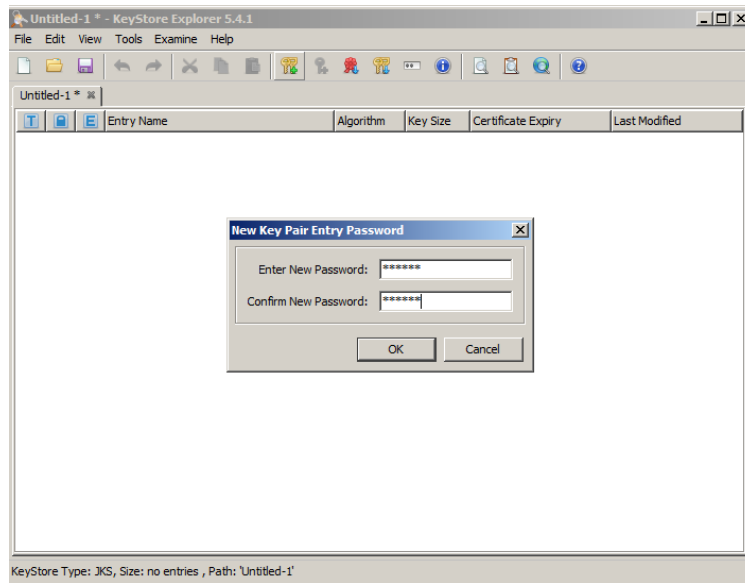 Untitled-1 * - KeyStore Explorer 5.4.1
File Edit View Tools Examine Help
Untitled-1 *
T E Entry Name Algorithm Key Size Certificate Expiry Last Modified
New Key Pair Entry Password
Enter New Password: ******
Confirm New Password: ******
OK Cancel
KeyStore Type: JKS, Size: no entries , Path: 'Untitled-1'